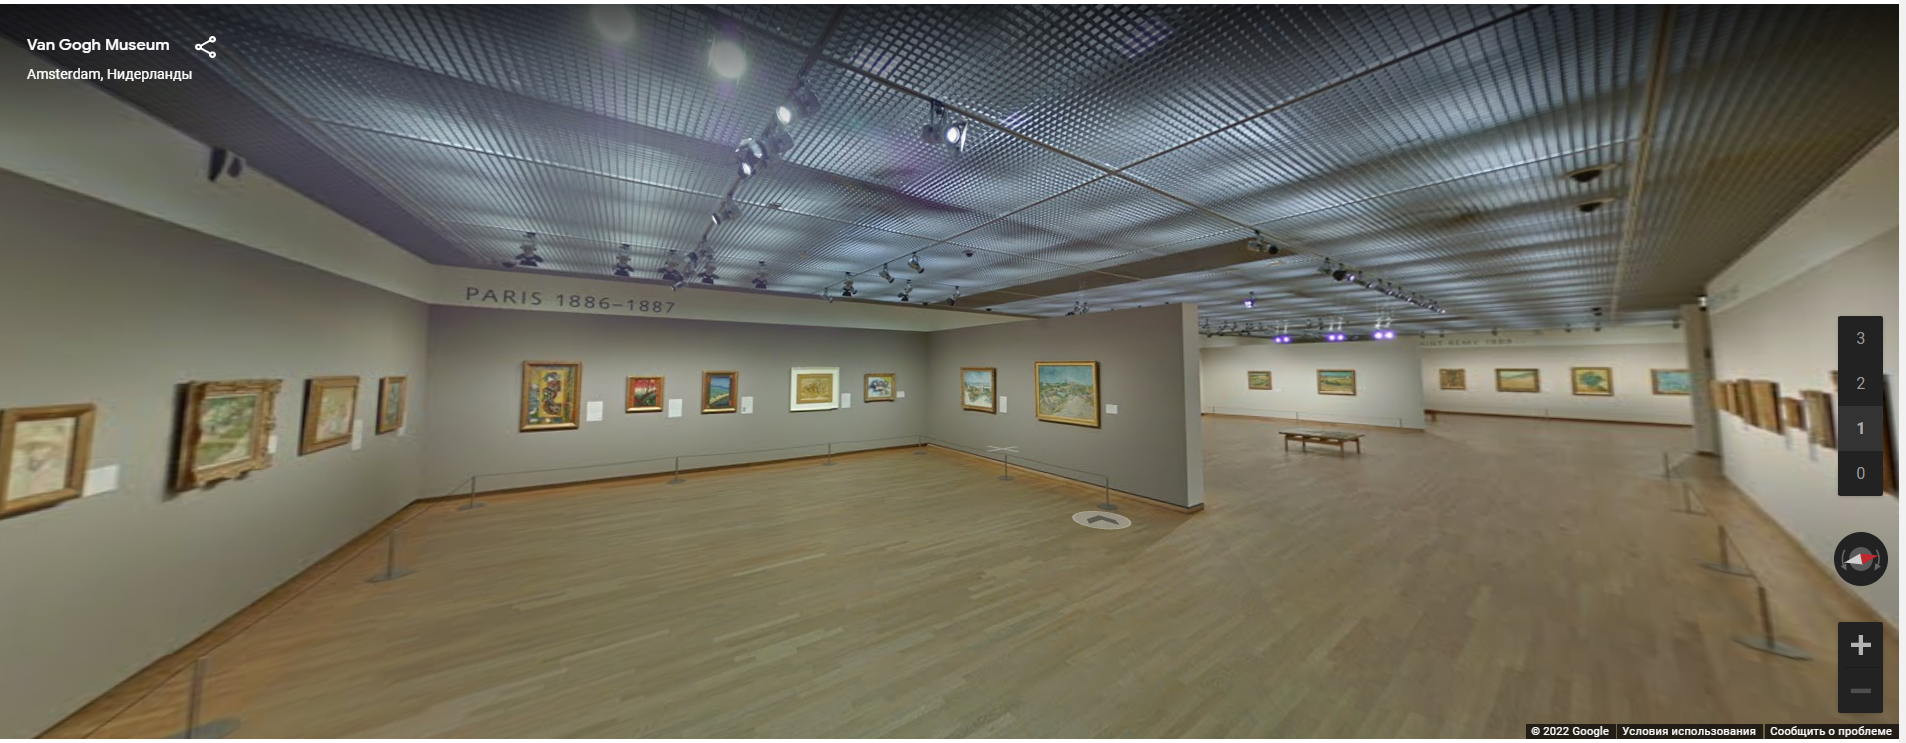 Van Gogh Museum
Amsterdam, Нидерланды
PARIS 1886–1887
3
2
1
0
© 2022 Google
Условия использования
Сообщить о проблеме